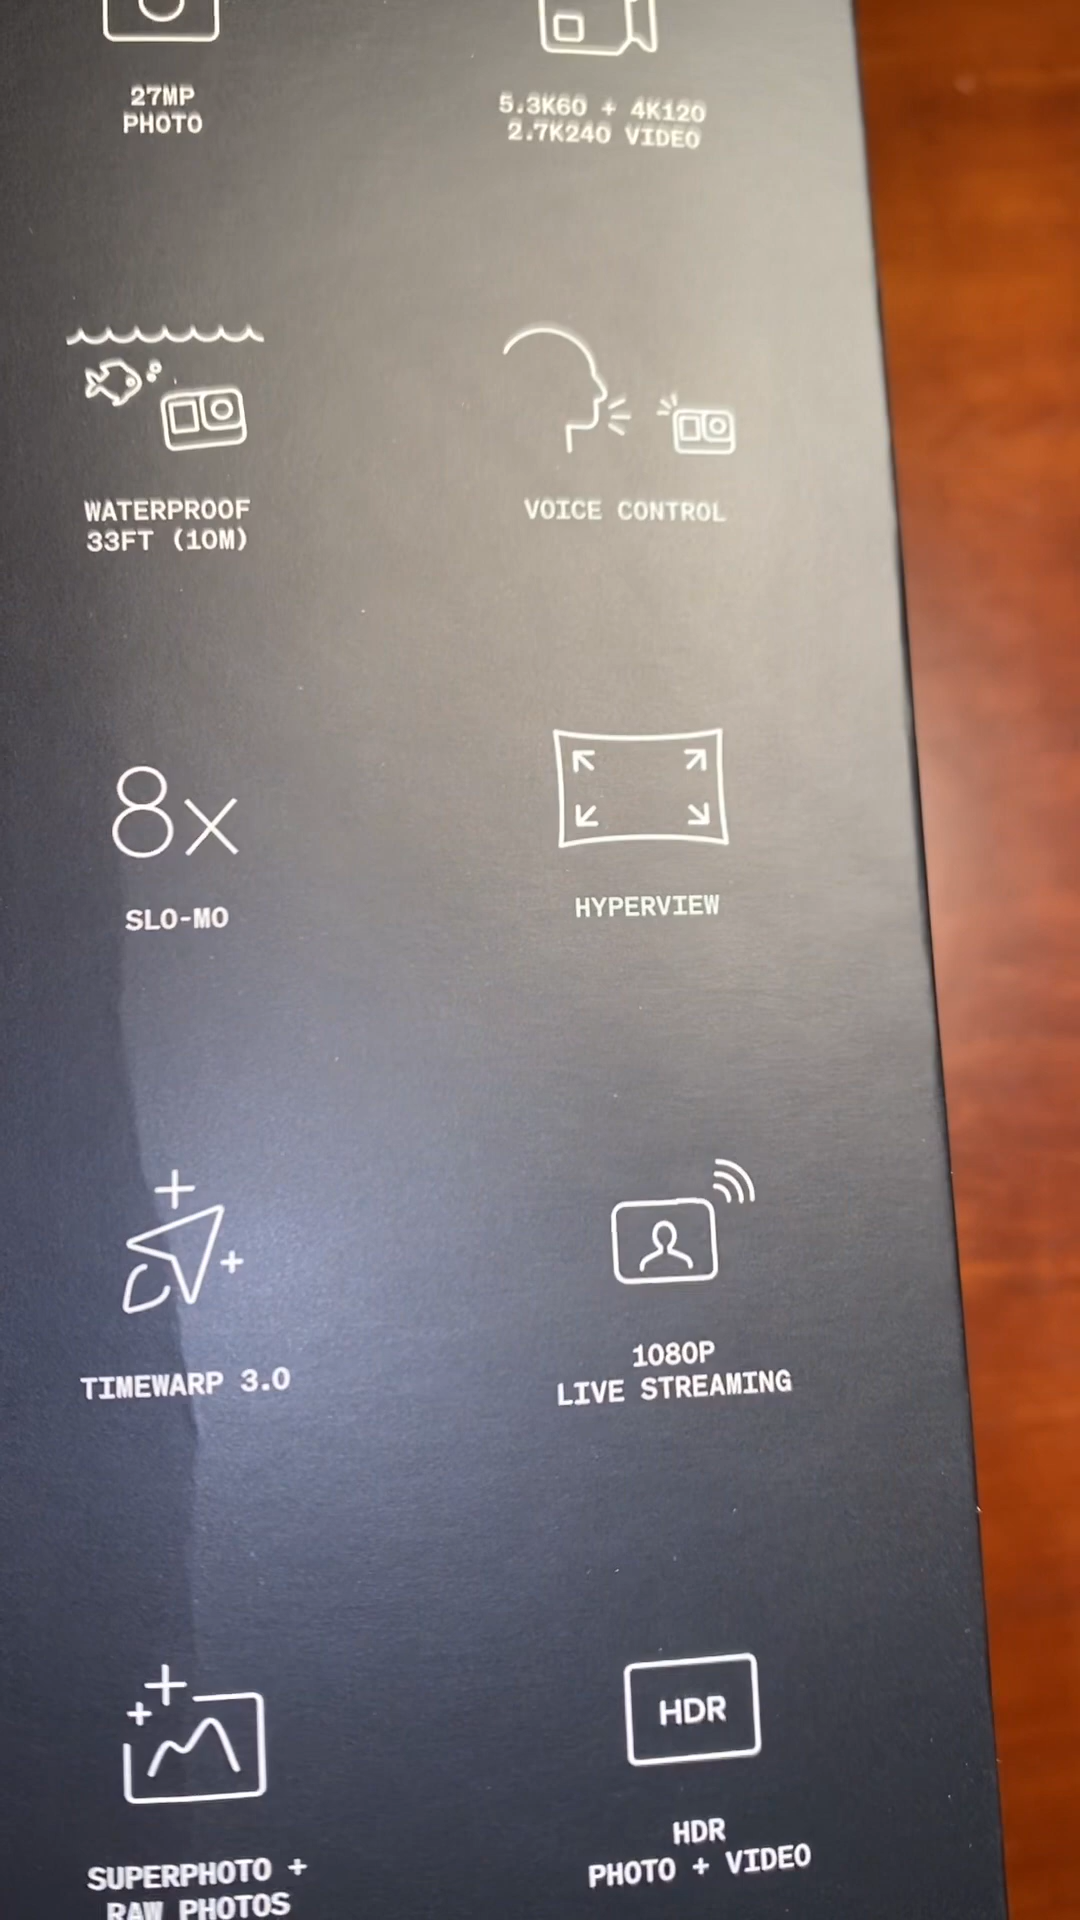 27MP
PHOTO
5.3K60 + 4K120
2.7K240 VIDEO
WATERPROOF
33FT (10M)
VOICE CONTROL
8x
SLO-MO
HYPERVIEW
TIMEWARP 3.0
1080P
LIVE STREAMING
SUPERPHOTO +
RAW PHOTOS
HDR
HDR
PHOTO + VIDEO